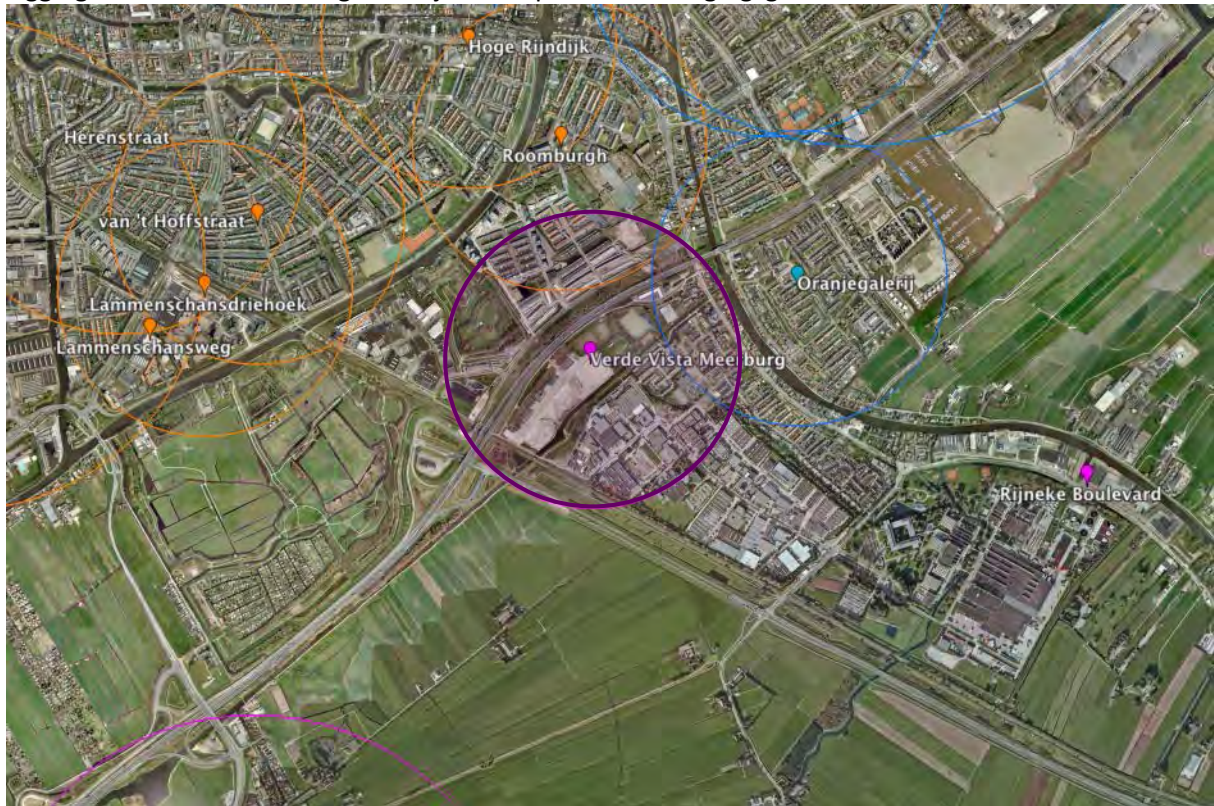 Hoge Rijndijk
Herenstraat
Roomburgh
van 't Hoffstraat
Oranjegalerij
Lammenschansdriehoek
Lammenschansweg
Verde Vista Meerburg
Rijneke Boulevard